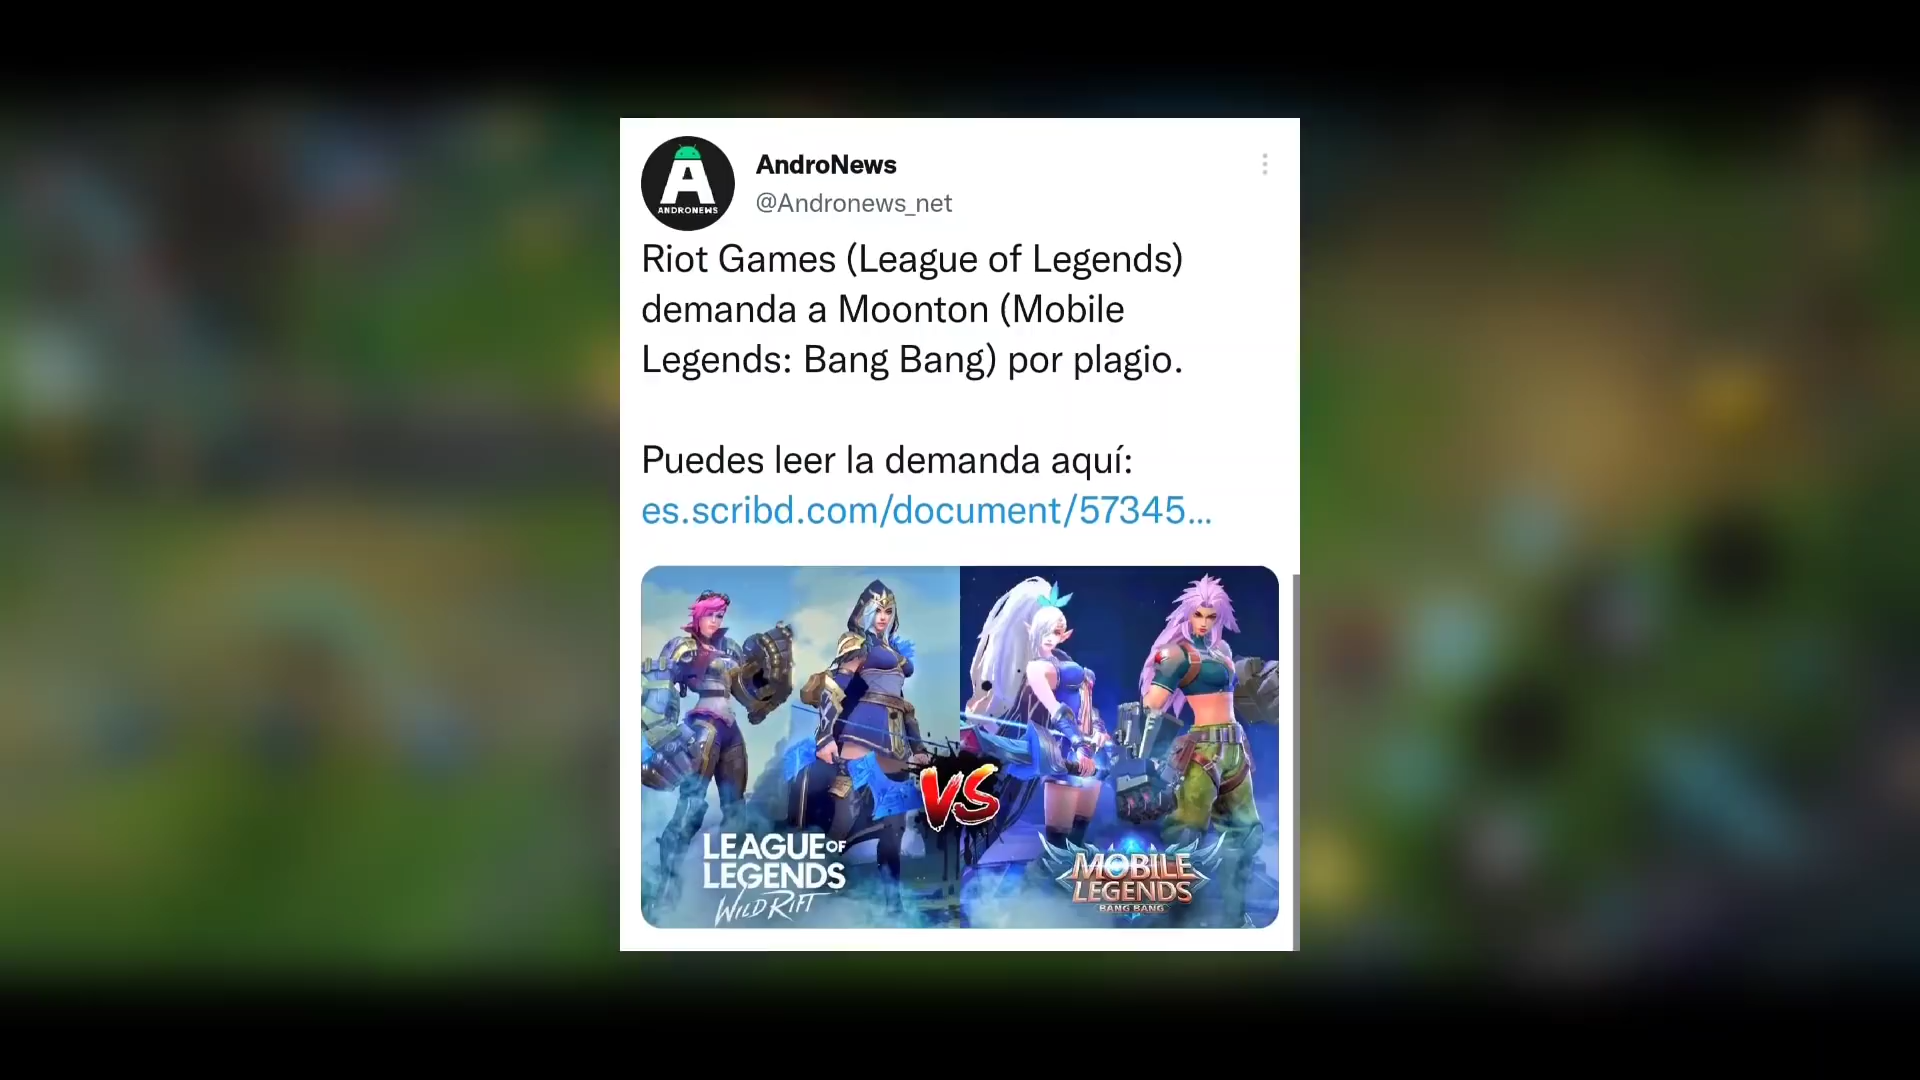 AndroNews
@Andronews_net
A
ANDRONEWS
Riot Games (League of Legends)
demanda a Moonton (Mobile
Legends: Bang Bang) por plagio.
Puedes leer la demanda aquí:
es.scribd.com/document/57345...
VS
LEAGUE OF
LEGENDS
WILD RIFT
MOBILE
LEGENDS
BANG BANG